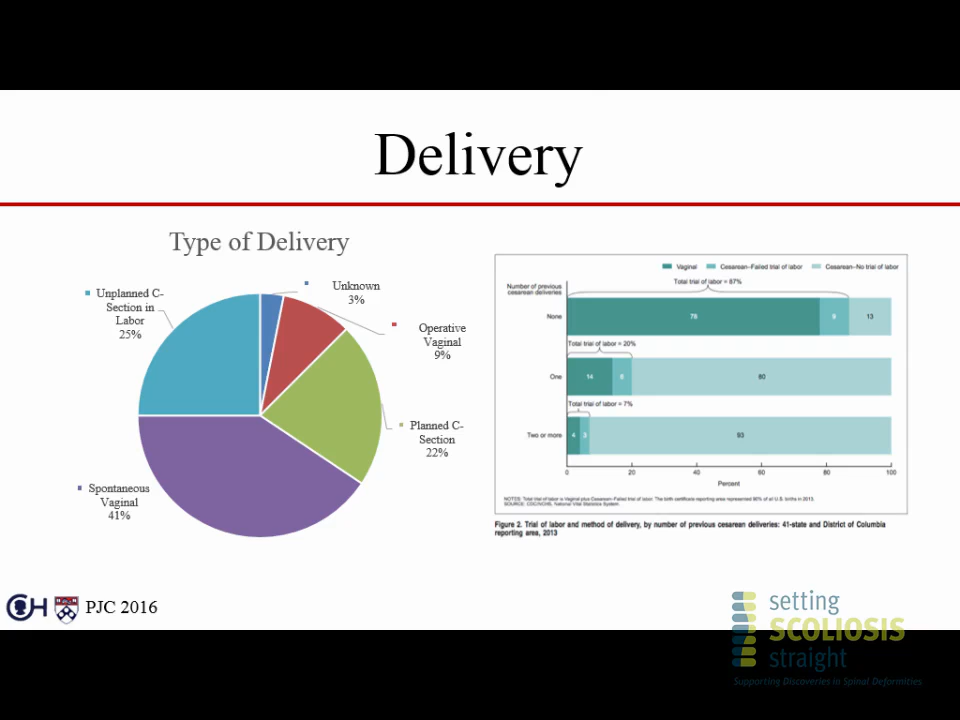 Delivery
Type of Delivery
Unknown
3%
Operative
Vaginal
9%
Planned C-
Section
22%
Spontaneous
Vaginal
41%
Unplanned C-
Section in
Labor
25%
Vaginal
Cesarean–Failed trial of labor
Cesarean–No trial of labor
Number of previous
cesarean deliveries
Total trial of labor = 87%
None
78
9
13
Total trial of labor = 20%
One
14
6
80
Total trial of labor = 7%
Two or more
4
3
93
0
20
40
60
80
100
Percent
NOTES: Total trial of labor is Vaginal plus Cesarean–Failed trial of labor. The birth certificate reporting area represented 90% of all U.S. births in 2013.
SOURCE: CDC/NCHS, National Vital Statistics System.
Figure 2. Trial of labor and method of delivery, by number of previous cesarean deliveries: 41-state and District of Columbia
reporting area, 2013
CH
PJC 2016
setting
SCOLIOSIS
straight
Supporting Discoveries in Spinal Deformities